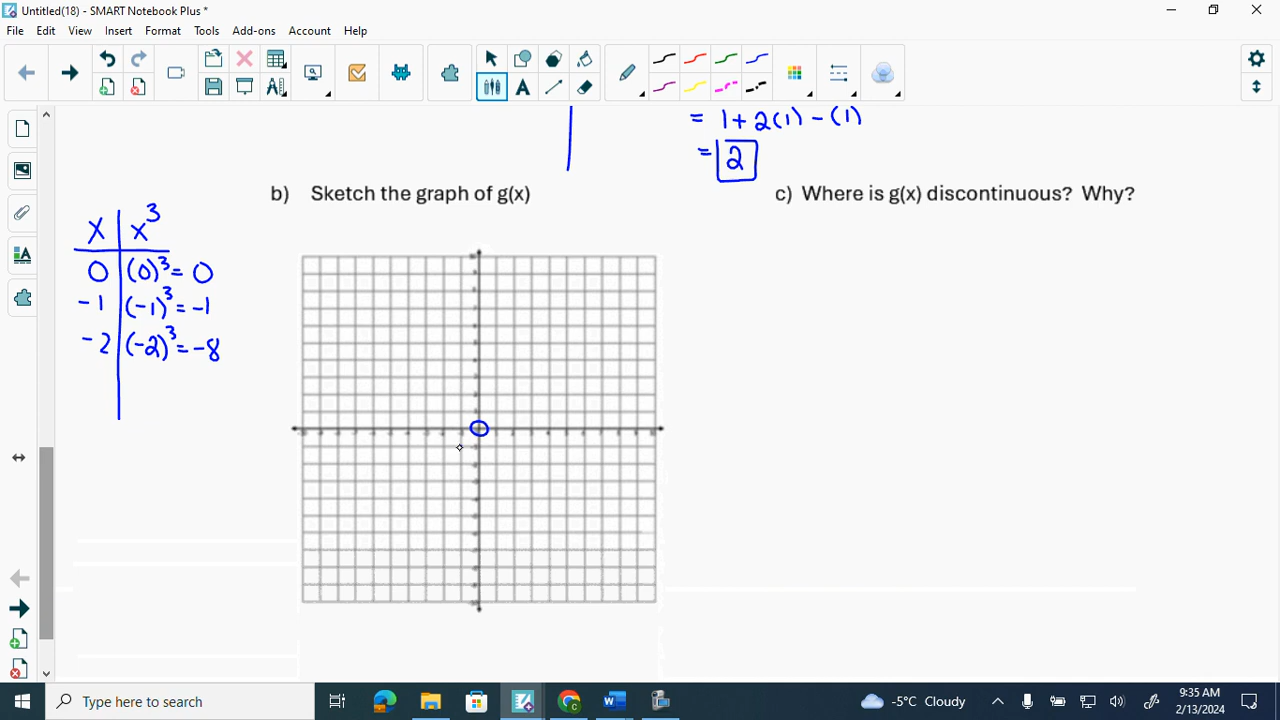 Untitled(18) - SMART Notebook Plus *
File Edit View Insert Format Tools Add-ons Account Help
= 1 + 2(1) - (1)
= 2
b) Sketch the graph of g(x)
c) Where is g(x) discontinuous? Why?
x | x³
0 | (0)³ = 0
-1 | (-1)³ = -1
-2 | (-2)³ = -8
Type here to search
-5°C Cloudy
9:35 AM
2/13/2024